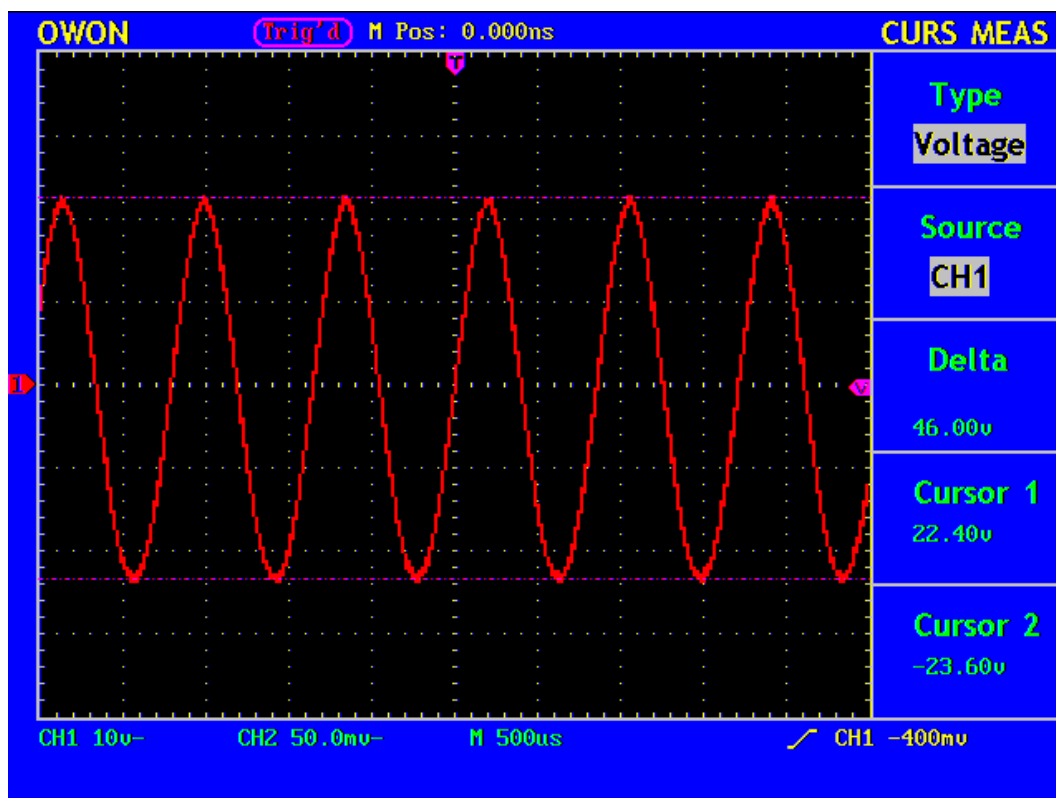 OWON Trig'd M Pos: 0.000ns CURS MEAS
T
Type
Voltage
Source
CH1
Delta
46.00v
1
V
Cursor 1
22.40v
Cursor 2
-23.60v
CH1 10v- CH2 50.0mv- M 500us CH1 -400mv